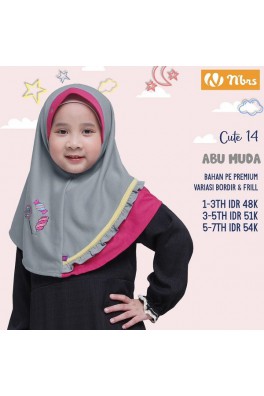 Nbrs
Cute 14
ABU MUDA
BAHAN PE PREMIUM
VARIASI BORDIR & FRILL
1-3TH IDR 48K
3-5TH IDR 51K
5-7TH IDR 54K